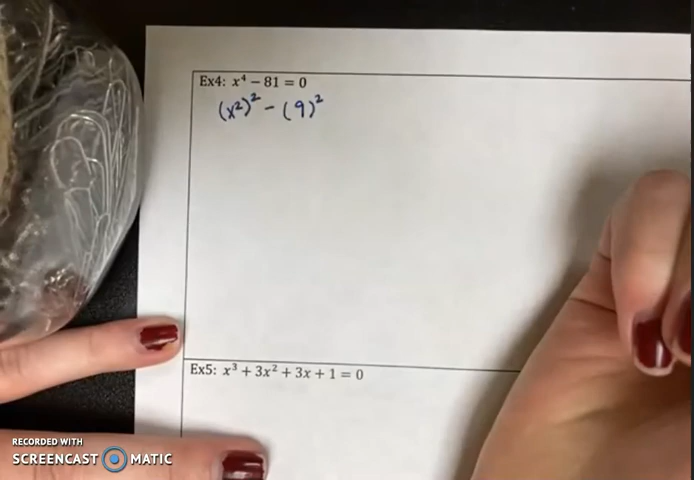 Ex4: x⁴ − 81 = 0
(x²)² − (9)²
Ex5: x³ + 3x² + 3x + 1 = 0
RECORDED WITH
SCREENCAST MATIC